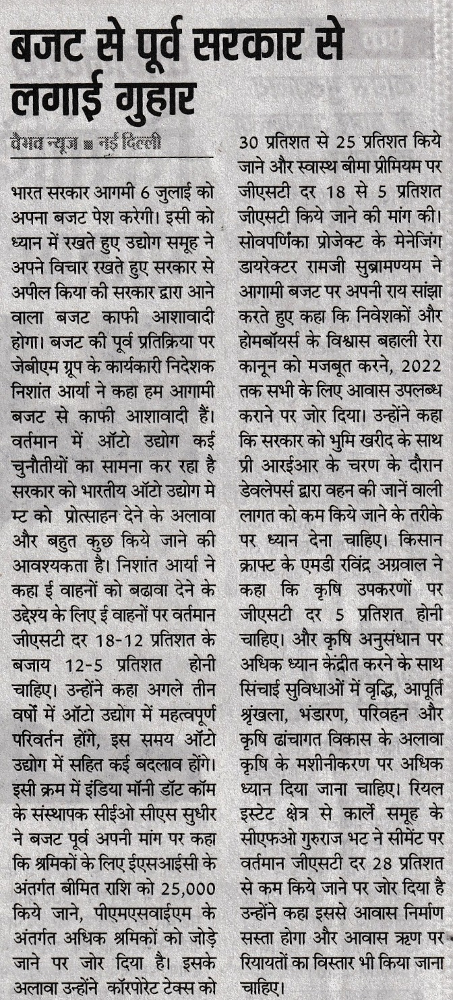 बजट से पूर्व सरकार से
लगाई गुहार
वैभव न्यूज ■ नई दिल्ली
भारत सरकार आगमी 6 जुलाई को
अपना बजट पेश करेगी। इसी को
ध्यान में रखते हुए उद्योग समूह ने
अपने विचार रखते हुए सरकार से
अपील किया की सरकार द्वारा आने
वाला बजट काफी आशावादी
होगा। बजट की पूर्व प्रतिक्रिया पर
जेबीएम ग्रूप के कार्यकारी निदेशक
निशांत आर्या ने कहा हम आगामी
बजट से काफी आशावादी हैं।
वर्तमान में ऑटो उद्योग कई
चुनौतीयों का सामना कर रहा है
सरकार को भारतीय ऑटो उद्योग मे
म्ट को प्रोत्साहन देने के अलावा
और बहुत कुछ किये जाने की
आवश्यकता है। निशांत आर्या ने
कहा ई वाहनों को बढावा देने के
उद्देश्य के लिए ई वाहनों पर वर्तमान
जीएसटी दर 18-12 प्रतिशत के
बजाय 12-5 प्रतिशत होनी
चाहिए। उन्होंने कहा अगले तीन
वर्षों में ऑटो उद्योग में महत्वपूर्ण
परिवर्तन होंगे, इस समय ऑटो
उद्योग में सहित कई बदलाव होंगे।
इसी क्रम में इंडिया मॉनी डॉट कॉम
के संस्थापक सीईओ सीएस सुधीर
ने बजट पूर्व अपनी मांग पर कहा
कि श्रमिकों के लिए ईएसआईसी के
अंतर्गत बीमित राशि को 25,000
किये जाने, पीएमएसवाईएम के
अंतर्गत अधिक श्रमिकों को जोड़े
जाने पर जोर दिया है। इसके
अलावा उन्होंने कॉरपोरेट टेक्स को
30 प्रतिशत से 25 प्रतिशत किये
जाने और स्वास्थ बीमा प्रीमियम पर
जीएसटी दर 18 से 5 प्रतिशत
जीएसटी किये जाने की मांग की।
सोवपर्णिका प्रोजेक्ट के मेनेजिंग
डायरेक्टर रामजी सुब्रामण्यम ने
आगामी बजट पर अपनी राय सांझा
करते हुए कहा कि निवेशकों और
होमबॉयर्स के विश्वास बहाली रेरा
कानून को मजबूत करने, 2022
तक सभी के लिए आवास उपलब्ध
कराने पर जोर दिया। उन्होंने कहा
कि सरकार को भुमि खरीद के साथ
प्री आरईआर के चरण के दौरान
डेवलेपर्स द्वारा वहन की जानें वाली
लागत को कम किये जाने के तरीके
पर ध्यान देना चाहिए। किसान
क्राफ्ट के एमडी रविंद्र अग्रवाल ने
कहा कि कृषि उपकरणों पर
जीएसटी दर 5 प्रतिशत होनी
चाहिए। और कृषि अनुसंधान पर
अधिक ध्यान केंद्रीत करने के साथ
सिंचाई सुविधाओं में वृद्धि, आपूर्ति
श्रृंखला, भंडारण, परिवहन और
कृषि ढांचागत विकास के अलावा
कृषि के मशीनीकरण पर अधिक
ध्यान दिया जाना चाहिए। रियल
इस्टेट क्षेत्र से कार्ले समूह के
सीएफओ गुरुराज भट ने सीमेंट पर
वर्तमान जीएसटी दर 28 प्रतिशत
से कम किये जाने पर जोर दिया है
उन्होंने कहा इससे आवास निर्माण
सस्ता होगा और आवास ऋण पर
रियायतों का विस्तार भी किया जाना
चाहिए।